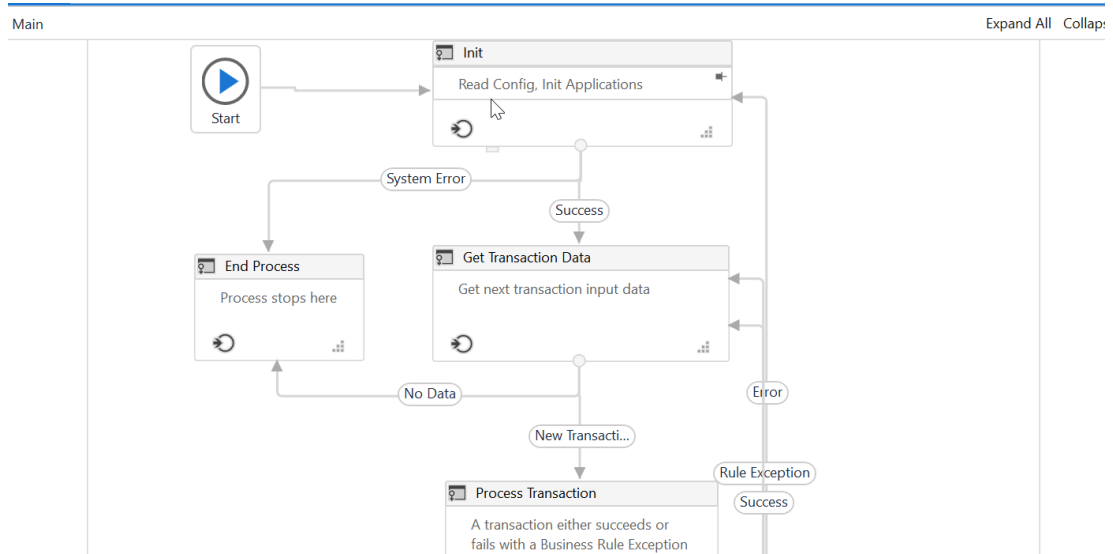 Main
Expand All Collaps
Init
Read Config, Init Applications
Start
System Error
Success
End Process
Process stops here
Get Transaction Data
Get next transaction input data
No Data
Error
New Transacti...
Rule Exception
Success
Process Transaction
A transaction either succeeds or
fails with a Business Rule Exception